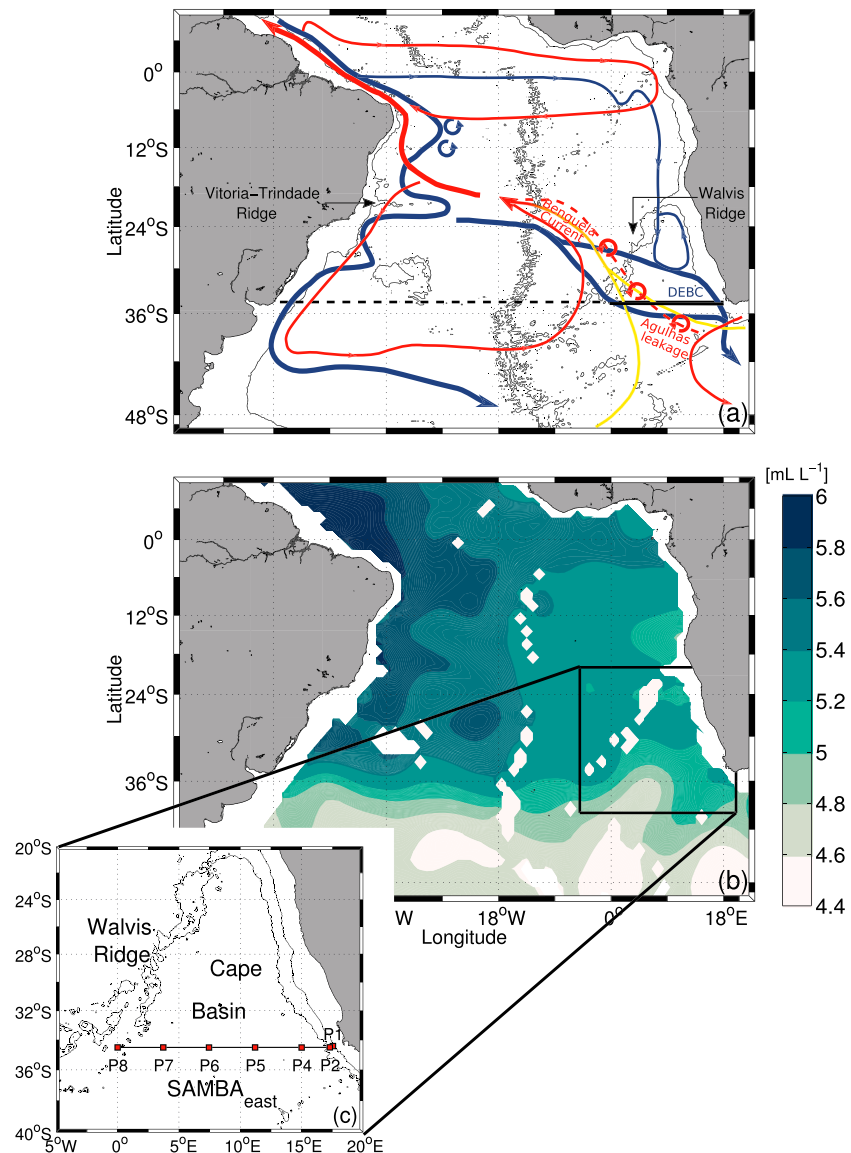 0°
12°S
24°S
36°S
48°S
Latitude
Vitoria-Trindade
Ridge
Walvis
Ridge
Benguela
Current
DEBC
Agulhas
leakage
(a)
[mL L⁻¹]
6
5.8
5.6
5.4
5.2
5
4.8
4.6
4.4
0°
12°S
24°S
36°S
Latitude
(b)
W
18°W
0°
18°E
Longitude
20°S
24°S
28°S
32°S
36°S
40°S
Walvis
Ridge
Cape
Basin
P1
P8
P7
P6
P5
P4
P2
SAMBA east
(c)
5°W
0°
5°E
10°E
15°E
20°E